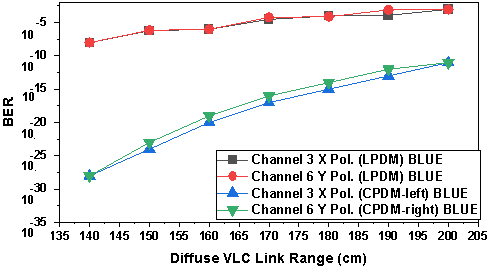 -5
10
-10
10
-15
10
-20
10
-25
10
-30
10
-35
10
BER
Channel 3 X Pol. (LPDM) BLUE
Channel 6 Y Pol. (LPDM) BLUE
Channel 3 X Pol. (CPDM-left) BLUE
Channel 6 Y Pol. (CPDM-right) BLUE
135 140 145 150 155 160 165 170 175 180 185 190 195 200 205
Diffuse VLC Link Range (cm)